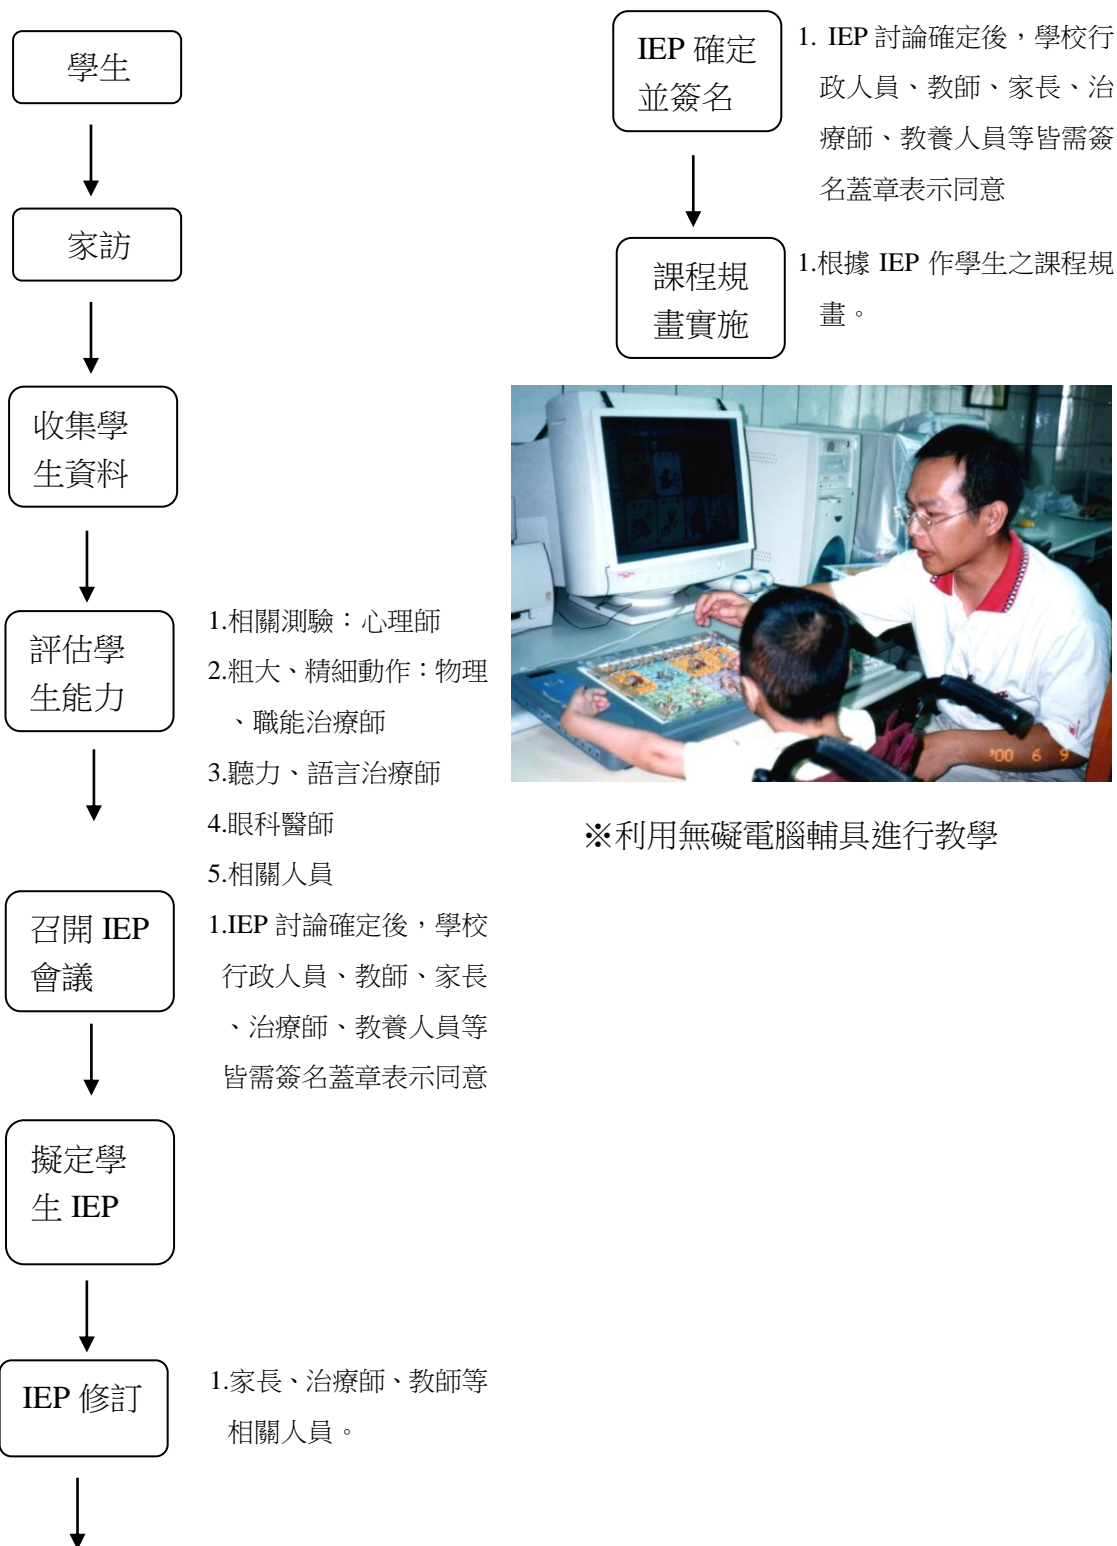 學生
家訪
收集學
生資料
評估學
生能力
1.相關測驗：心理師
2.粗大、精細動作：物理
、職能治療師
3.聽力、語言治療師
4.眼科醫師
5.相關人員
召開 IEP
會議
1.IEP 討論確定後，學校
行政人員、教師、家長
、治療師、教養人員等
皆需簽名蓋章表示同意
擬定學
生 IEP
IEP 修訂
1.家長、治療師、教師等
相關人員。
IEP 確定
並簽名
1. IEP 討論確定後，學校行
政人員、教師、家長、治
療師、教養人員等皆需簽
名蓋章表示同意
課程規
畫實施
1.根據 IEP 作學生之課程規
畫。
'00 6 9
※利用無礙電腦輔具進行教學